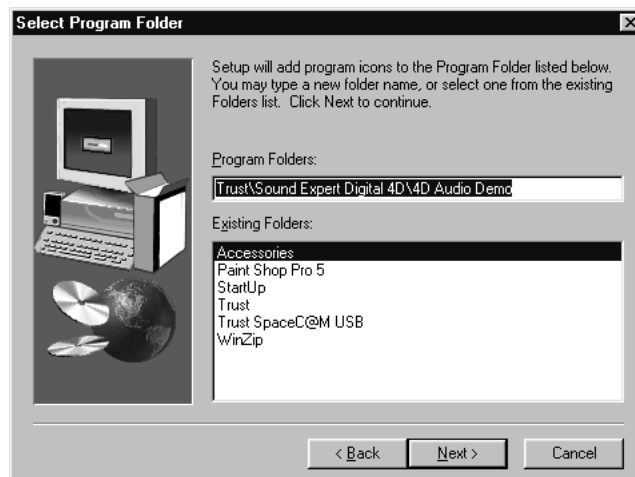 Select Program Folder
Setup will add program icons to the Program Folder listed below.
You may type a new folder name, or select one from the existing
Folders list. Click Next to continue.
Program Folders:
Trust\Sound Expert Digital 4D\4D Audio Demo
Existing Folders:
Accessories
Paint Shop Pro 5
StartUp
Trust
Trust SpaceC@M USB
WinZip
< Back
Next >
Cancel